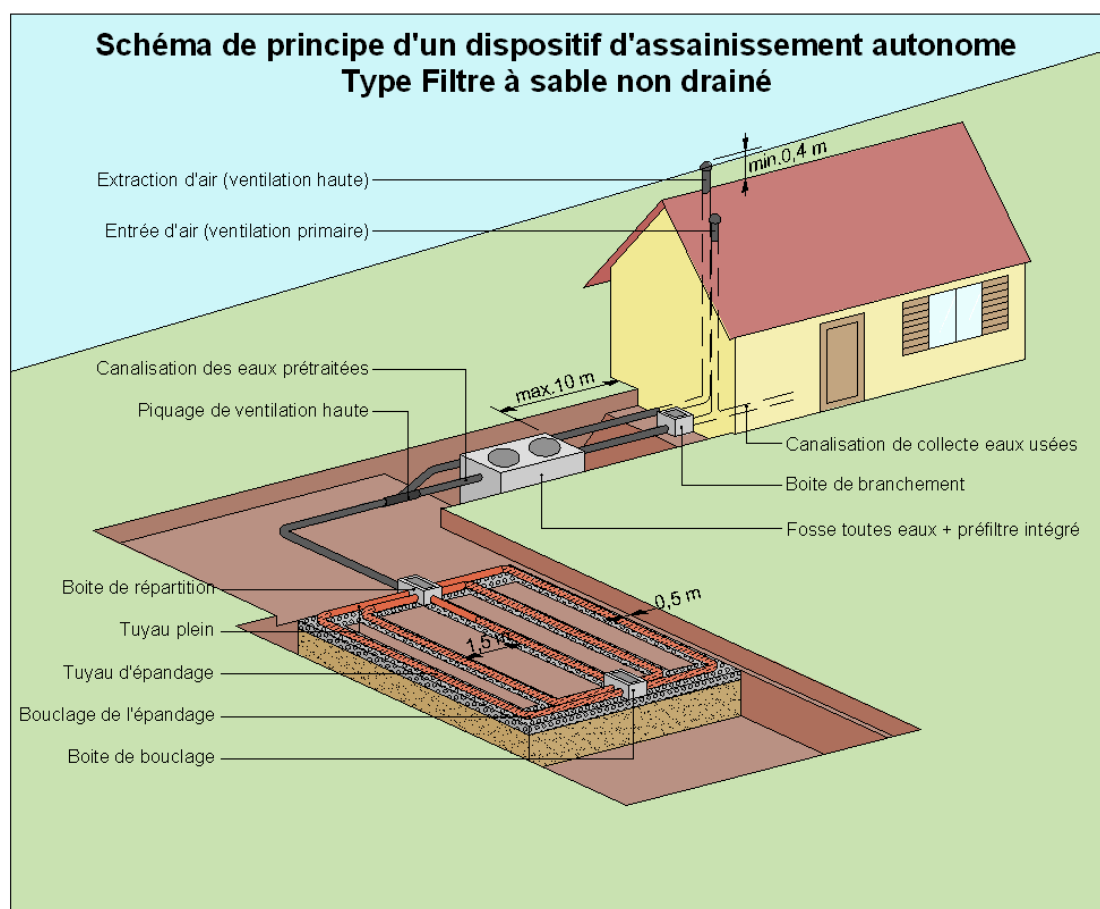 Schéma de principe d'un dispositif d'assainissement autonome
Type Filtre à sable non drainé
min.0,4 m
Extraction d'air (ventilation haute)
Entrée d'air (ventilation primaire)
Canalisation des eaux prétraitées
max.10 m
Piquage de ventilation haute
Canalisation de collecte eaux usées
Boite de branchement
Fosse toutes eaux + préfiltre intégré
Boite de répartition
0,5 m
Tuyau plein
1,5 m
Tuyau d'épandage
Bouclage de l'épandage
Boite de bouclage